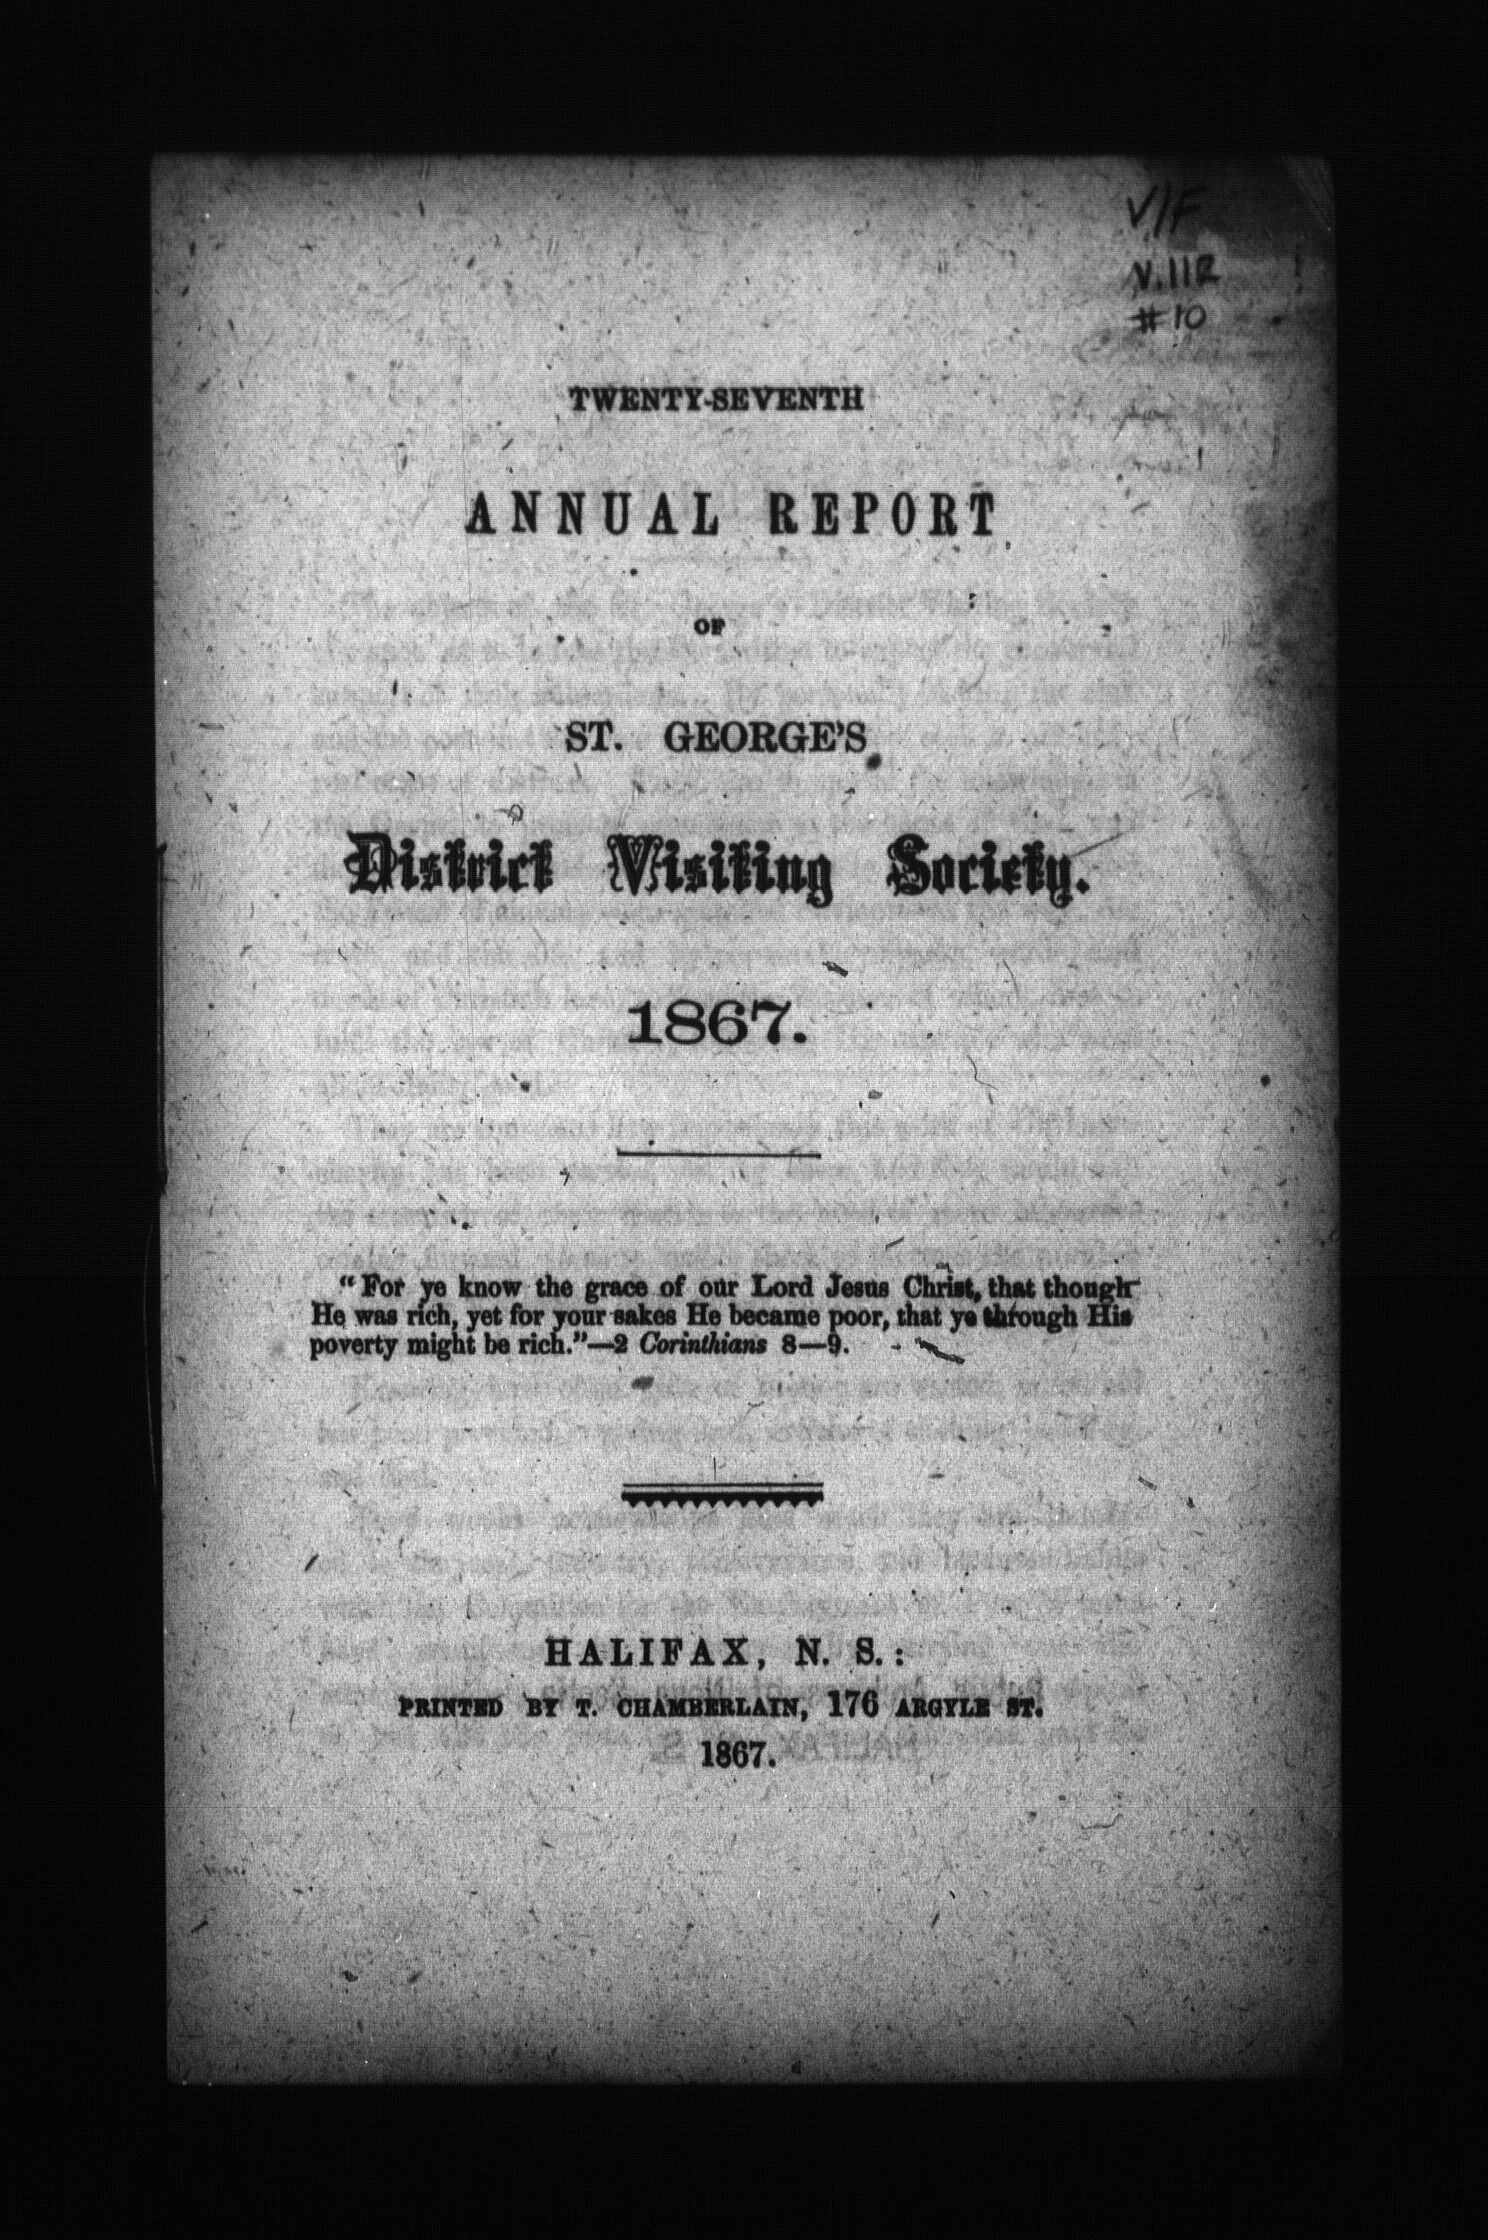 V/F
V.112
#10
TWENTY-SEVENTH
ANNUAL REPORT
OF
ST. GEORGE'S
District Visiting Society.
1867.
"For ye know the grace of our Lord Jesus Christ, that though
He was rich, yet for your sakes He became poor, that ye through His
poverty might be rich."—2 Corinthians 8—9.
HALIFAX, N. S.:
PRINTED BY T. CHAMBERLAIN, 176 ARGYLE ST.
1867.